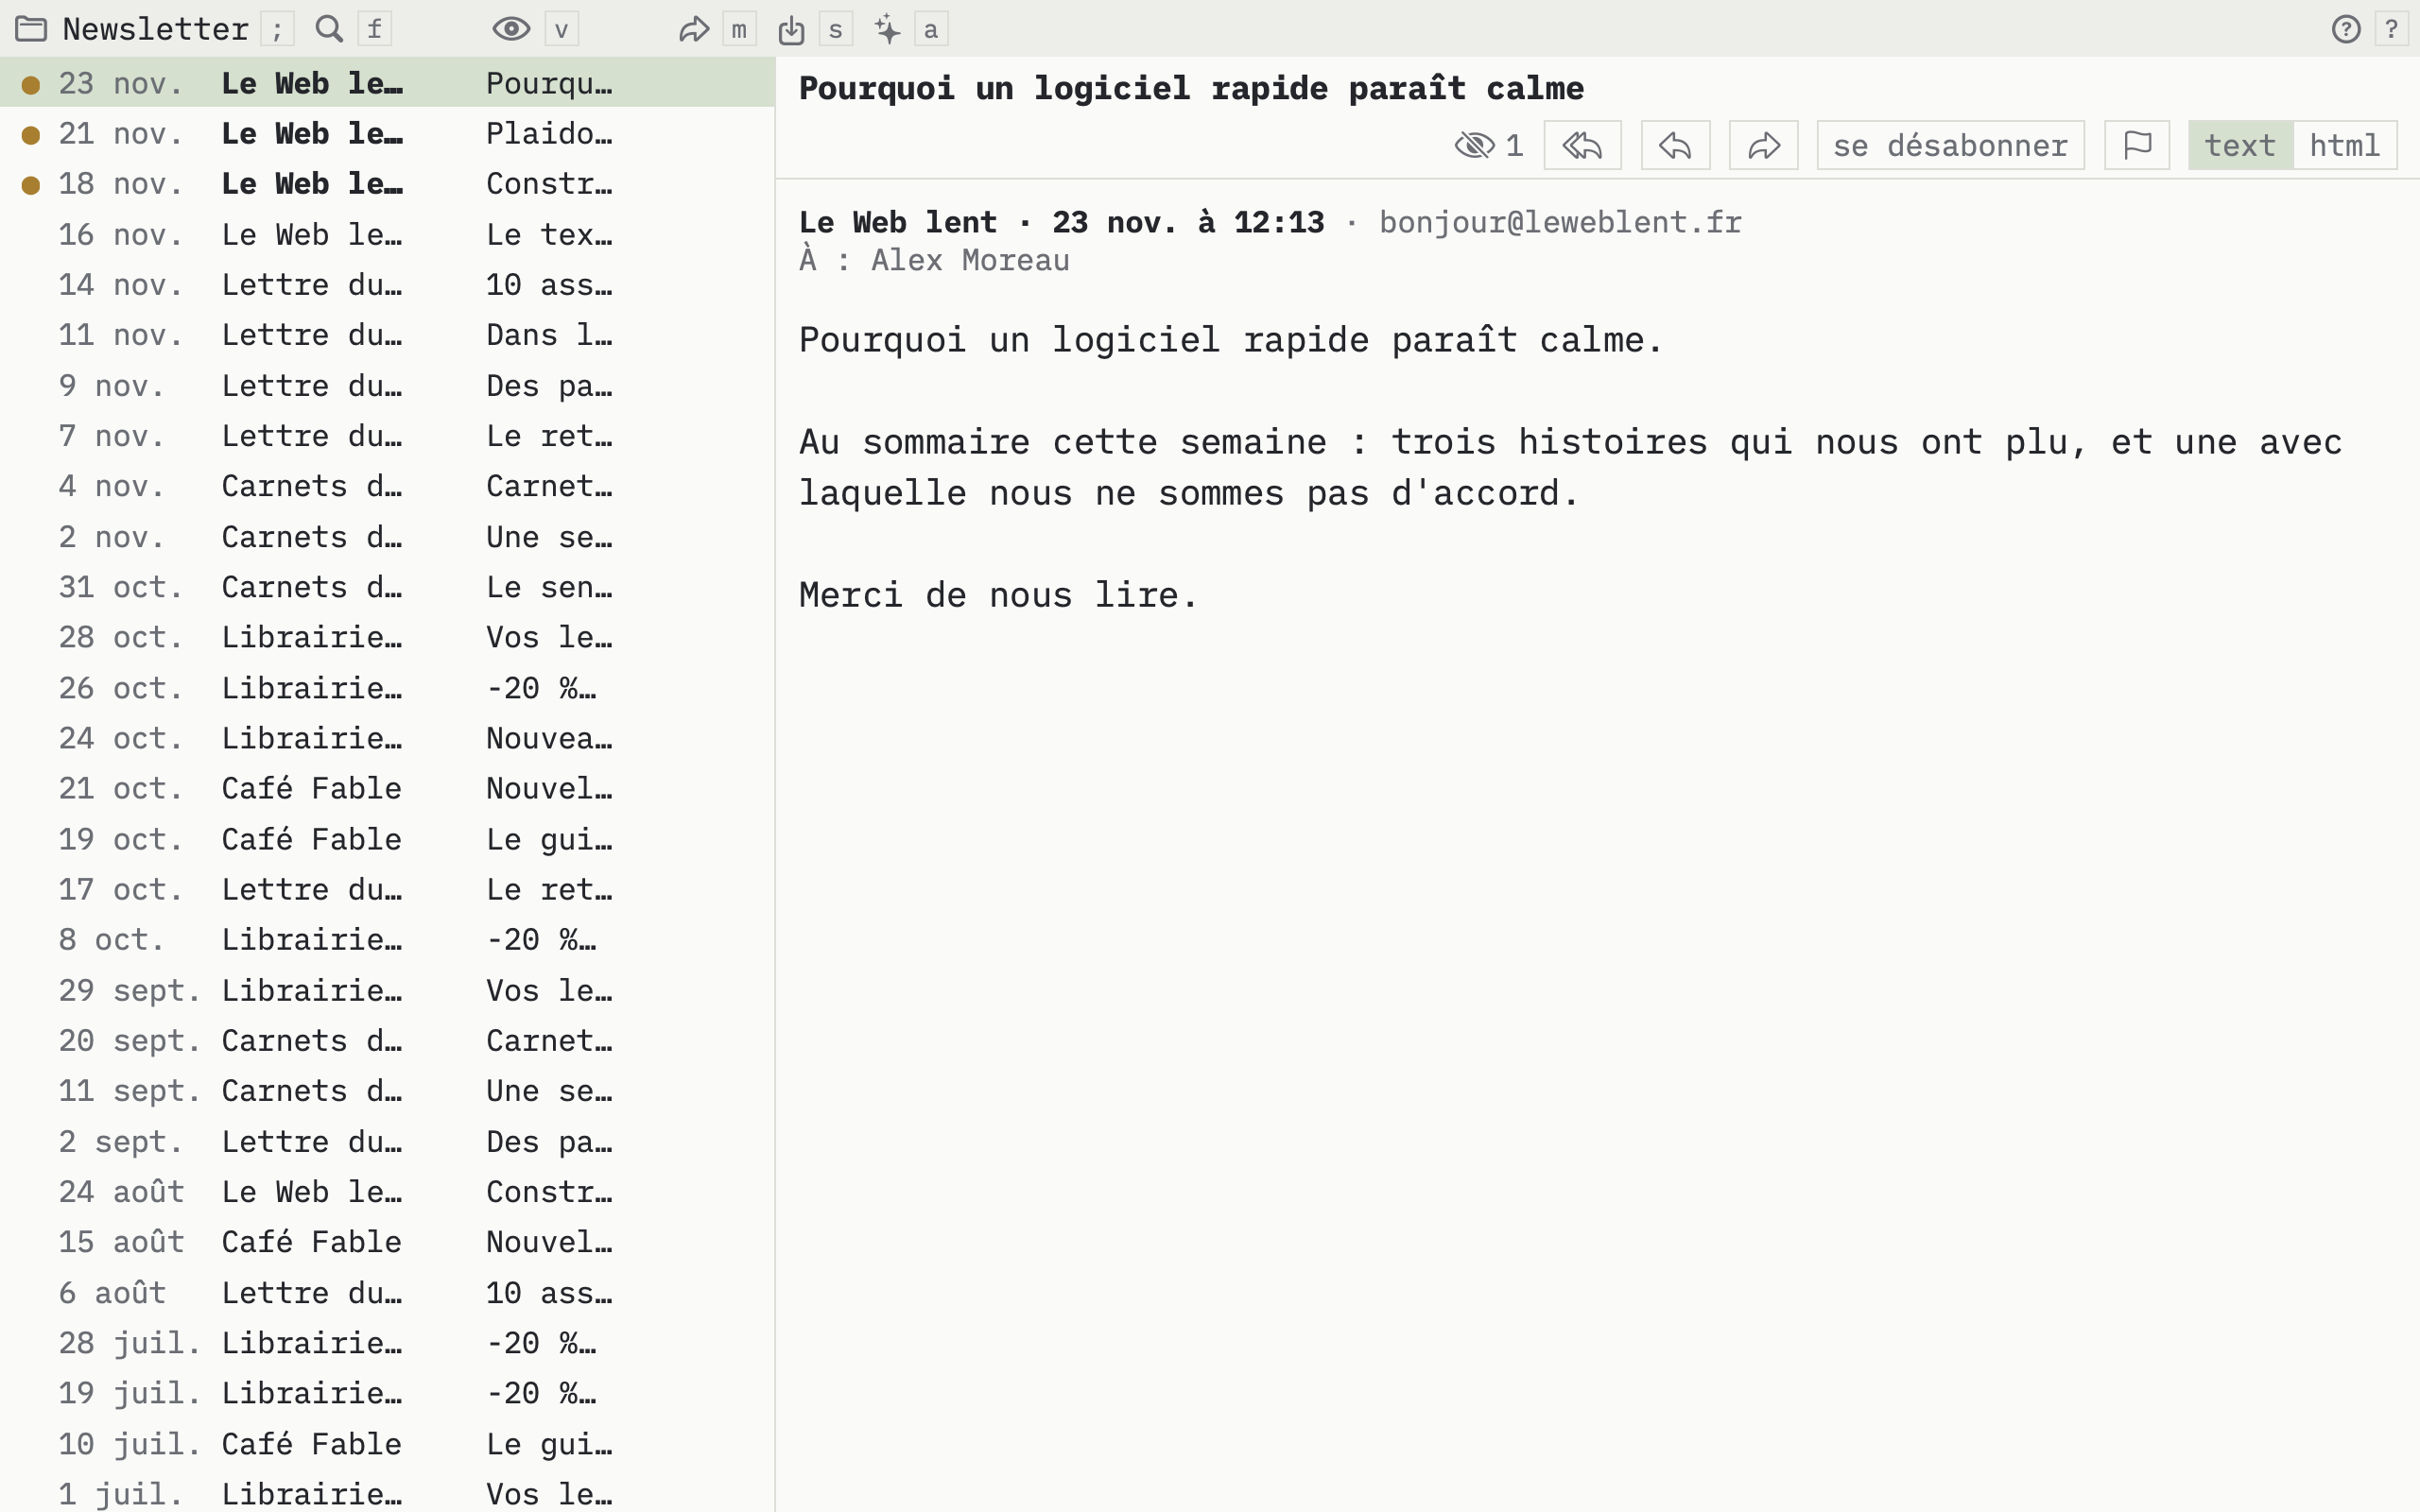 Newsletter ; f v m s a ?
23 nov. Le Web le… Pourqu…
21 nov. Le Web le… Plaido…
18 nov. Le Web le… Constr…
16 nov. Le Web le… Le tex…
14 nov. Lettre du… 10 ass…
11 nov. Lettre du… Dans l…
9 nov. Lettre du… Des pa…
7 nov. Lettre du… Le ret…
4 nov. Carnets d… Carnet…
2 nov. Carnets d… Une se…
31 oct. Carnets d… Le sen…
28 oct. Librairie… Vos le…
26 oct. Librairie… -20 %…
24 oct. Librairie… Nouvea…
21 oct. Café Fable Nouvel…
19 oct. Café Fable Le gui…
17 oct. Lettre du… Le ret…
8 oct. Librairie… -20 %…
29 sept. Librairie… Vos le…
20 sept. Carnets d… Carnet…
11 sept. Carnets d… Une se…
2 sept. Lettre du… Des pa…
24 août Le Web le… Constr…
15 août Café Fable Nouvel…
6 août Lettre du… 10 ass…
28 juil. Librairie… -20 %…
19 juil. Librairie… -20 %…
10 juil. Café Fable Le gui…
1 juil. Librairie… Vos le…
Pourquoi un logiciel rapide paraît calme
1 se désabonner text html
Le Web lent · 23 nov. à 12:13 · bonjour@leweblent.fr
À : Alex Moreau
Pourquoi un logiciel rapide paraît calme.
Au sommaire cette semaine : trois histoires qui nous ont plu, et une avec
laquelle nous ne sommes pas d'accord.
Merci de nous lire.